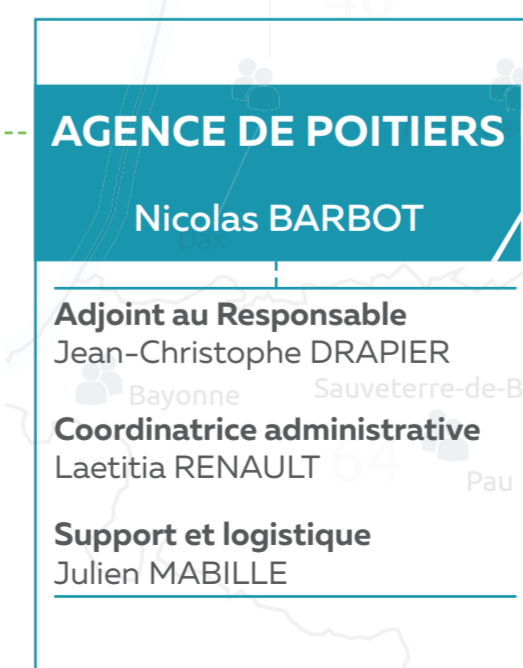 40
AGENCE DE POITIERS
Nicolas BARBOT
Dax
Adjoint au Responsable
Jean-Christophe DRAPIER
Bayonne
Sauveterre-de-B
Coordinatrice administrative
Laetitia RENAULT
64
Pau
Support et logistique
Julien MABILLE